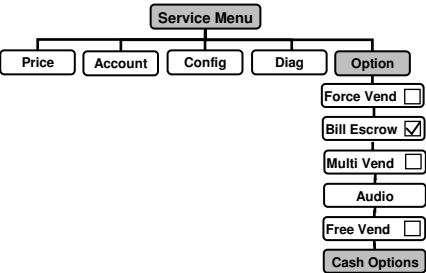 Service Menu
Price Account Config Diag Option
Force Vend
Bill Escrow
Multi Vend
Audio
Free Vend
Cash Options